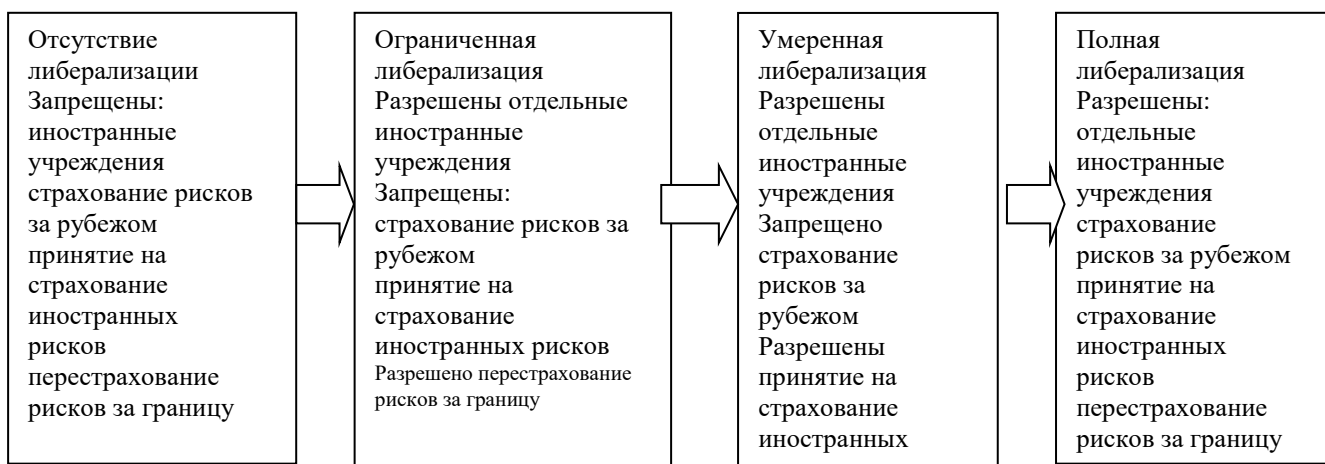 Отсутствие
либерализации
Запрещены:
иностранные
учреждения
страхование рисков
за рубежом
принятие на
страхование
иностранных
рисков
перестрахование
рисков за границу
Ограниченная
либерализация
Разрешены отдельные
иностранные
учреждения
Запрещены:
страхование рисков за
рубежом
принятие на
страхование
иностранных рисков
Разрешено перестрахование
рисков за границу
Умеренная
либерализация
Разрешены
отдельные
иностранные
учреждения
Запрещено
страхование
рисков за
рубежом
Разрешены
принятие на
страхование
иностранных
Полная
либерализация
Разрешены:
отдельные
иностранные
учреждения
страхование
рисков за рубежом
принятие на
страхование
иностранных
рисков
перестрахование
рисков за границу